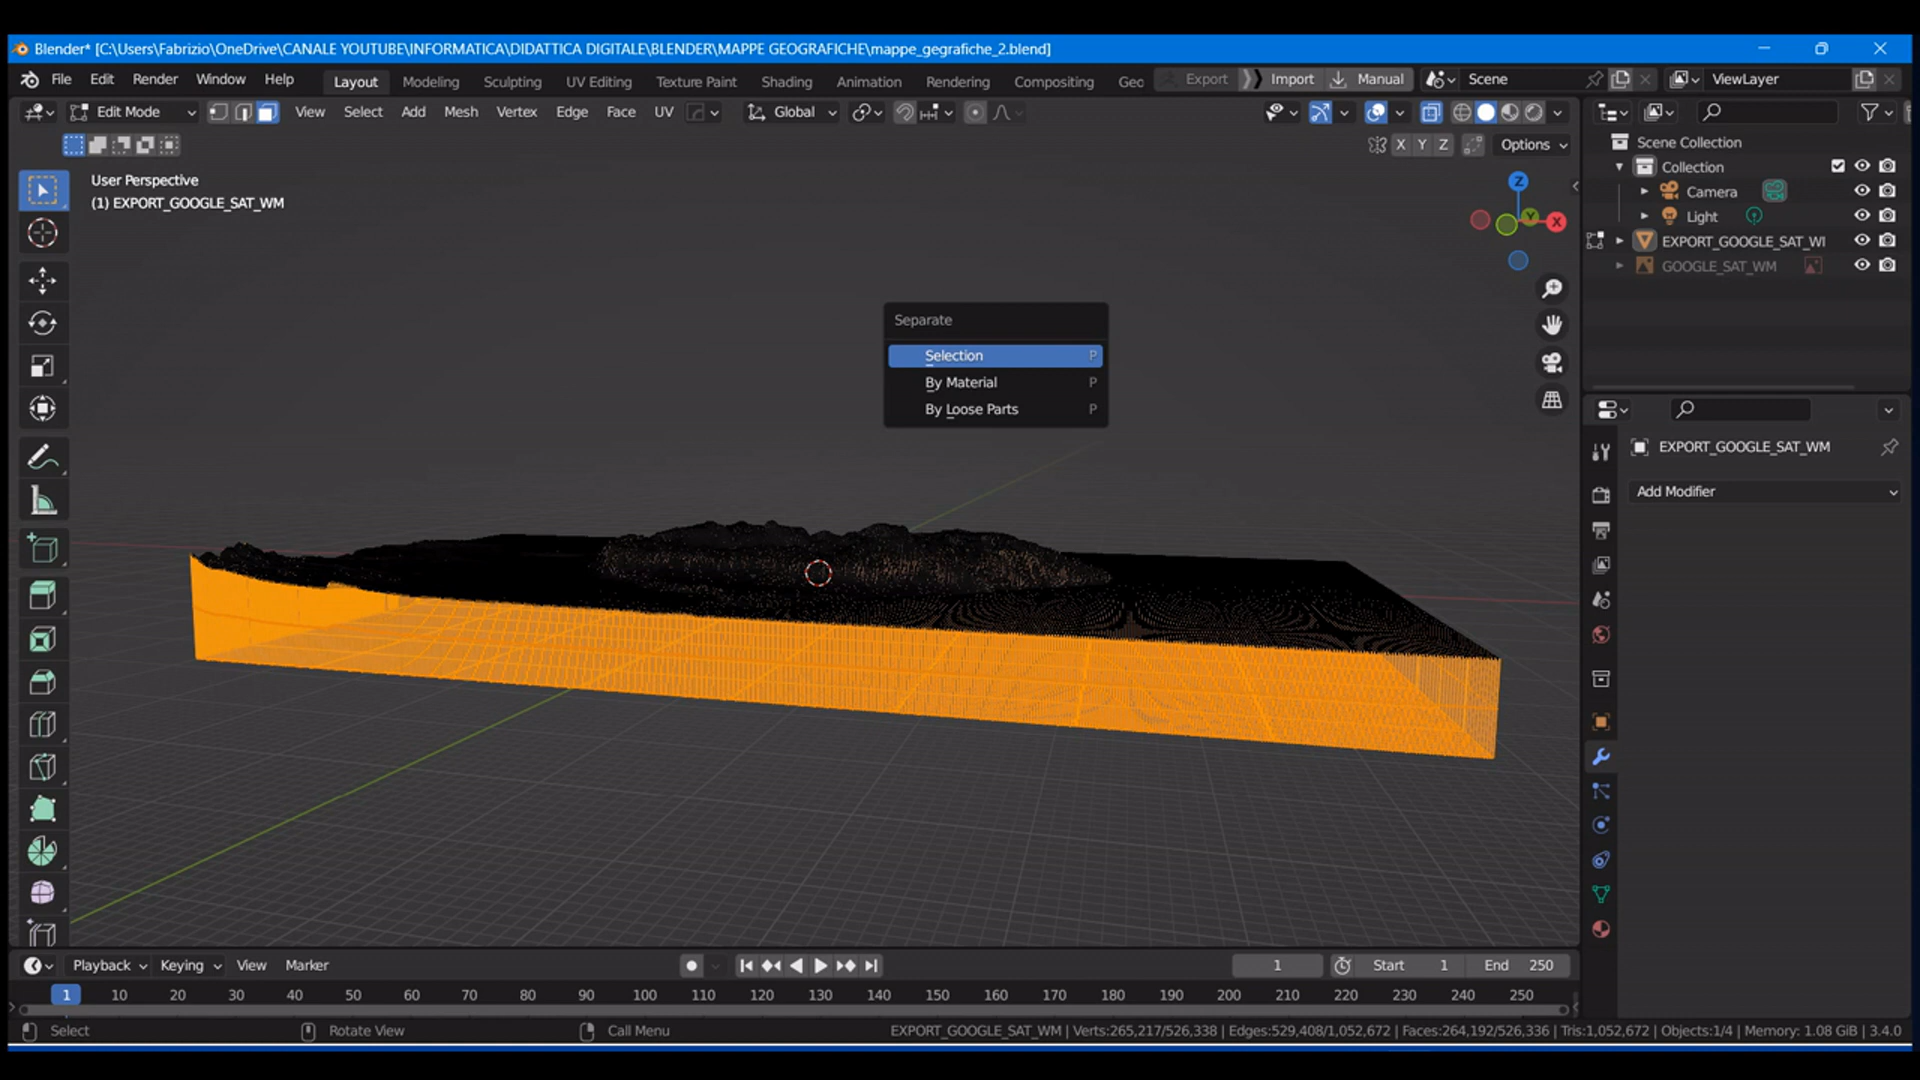 Blender* [C:\Users\Fabrizio\OneDrive\CANALE YOUTUBE\INFORMATICA\DIDATTICA DIGITALE\BLENDER\MAPPE GEOGRAFICHE\mappe_gegrafiche_2.blend]
File Edit Render Window Help Layout Modeling Sculpting UV Editing Texture Paint Shading Animation Rendering Compositing Geo Export Import Manual Scene ViewLayer
Edit Mode View Select Add Mesh Vertex Edge Face UV Global
X Y Z Options
User Perspective
(1) EXPORT_GOOGLE_SAT_WM
Z
Y
X
Scene Collection
Collection
Camera
Light
EXPORT_GOOGLE_SAT_WI
GOOGLE_SAT_WM
Separate
Selection P
By Material P
By Loose Parts P
EXPORT_GOOGLE_SAT_WM
Add Modifier
Playback Keying View Marker 1 Start 1 End 250
1 10 20 30 40 50 60 70 80 90 100 110 120 130 140 150 160 170 180 190 200 210 220 230 240 250
Select Rotate View Call Menu EXPORT_GOOGLE_SAT_WM | Verts:265,217/526,338 | Edges:529,408/1,052,672 | Faces:264,192/526,336 | Tris:1,052,672 | Objects:1/4 | Memory: 1.08 GiB | 3.4.0